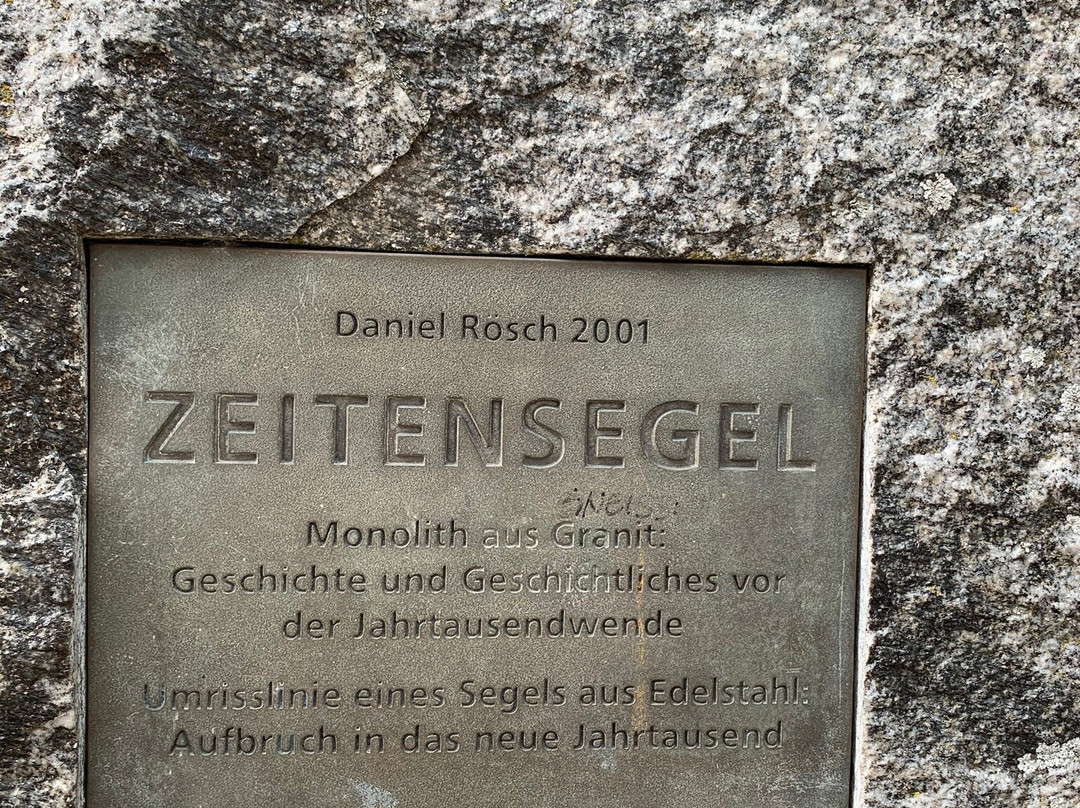 Daniel Rösch 2001
ZEITENSEGEL
Monolith aus Granit:
Geschichte und Geschichtliches vor
der Jahrtausendwende
Umrisslinie eines Segels aus Edelstahl:
Aufbruch in das neue Jahrtausend